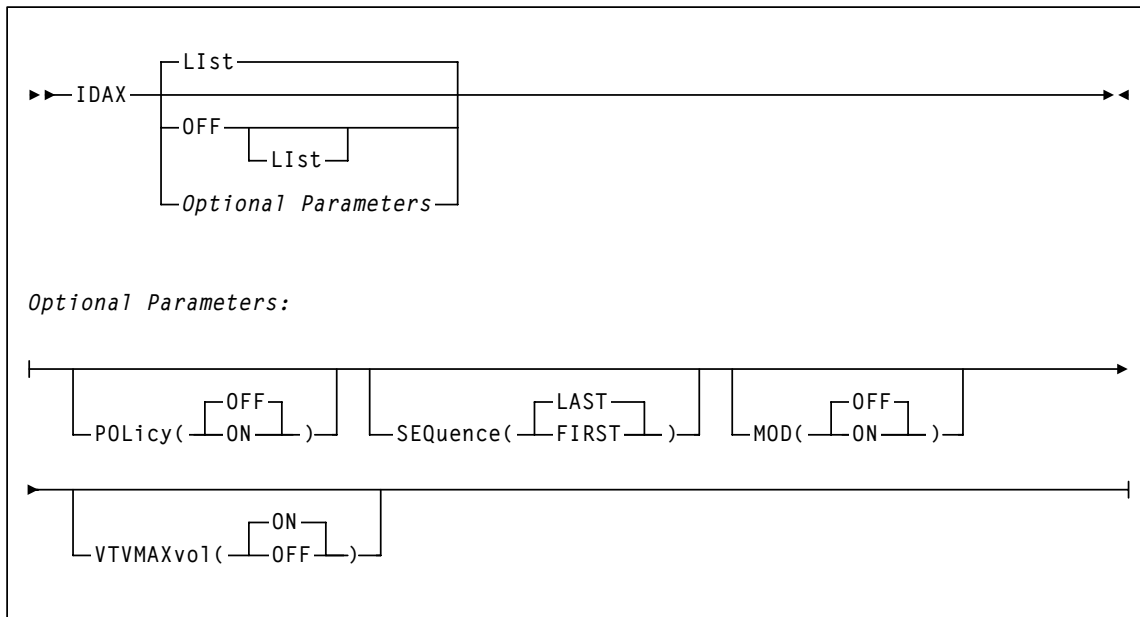 LIst
IDAX
OFF
LIst
Optional Parameters
Optional Parameters:
OFF LAST OFF
POLicy( ON ) SEQuence( FIRST ) MOD( ON )
ON
VTVMAXvol( OFF )